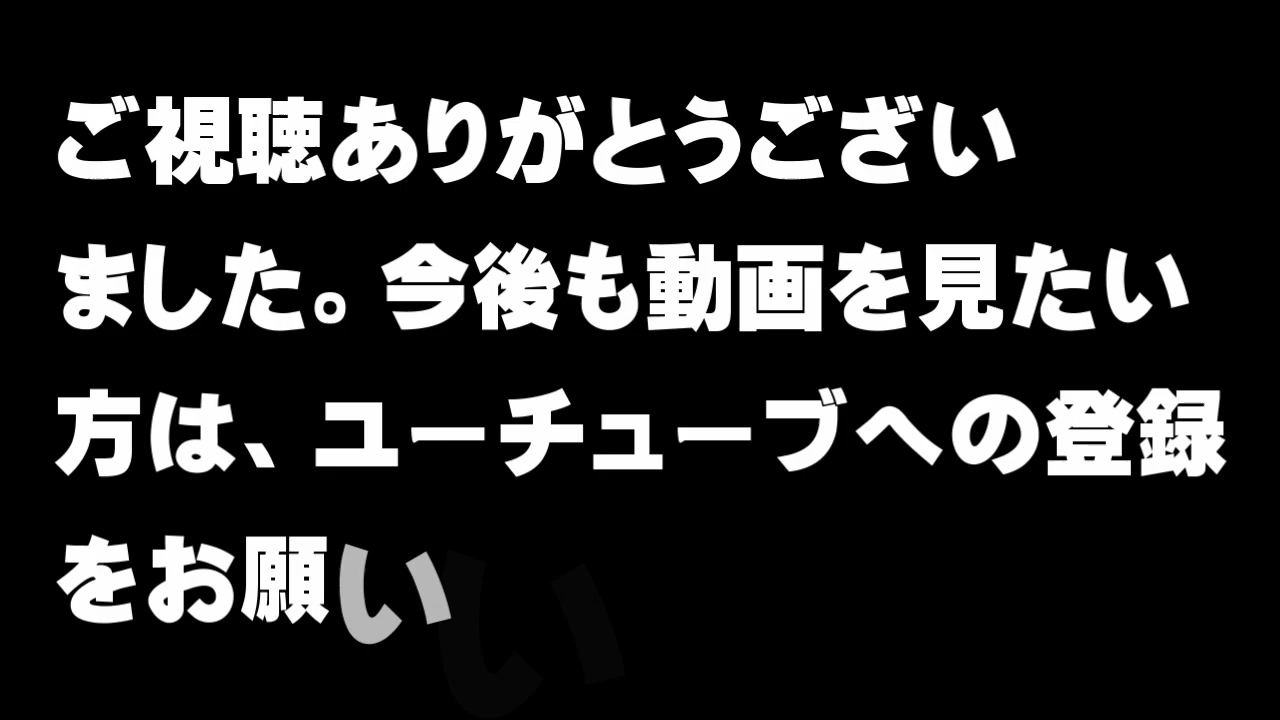 ご視聴ありがとうござい
ました。今後も動画を見たい
方は、ユーチューブへの登録
をお願いい